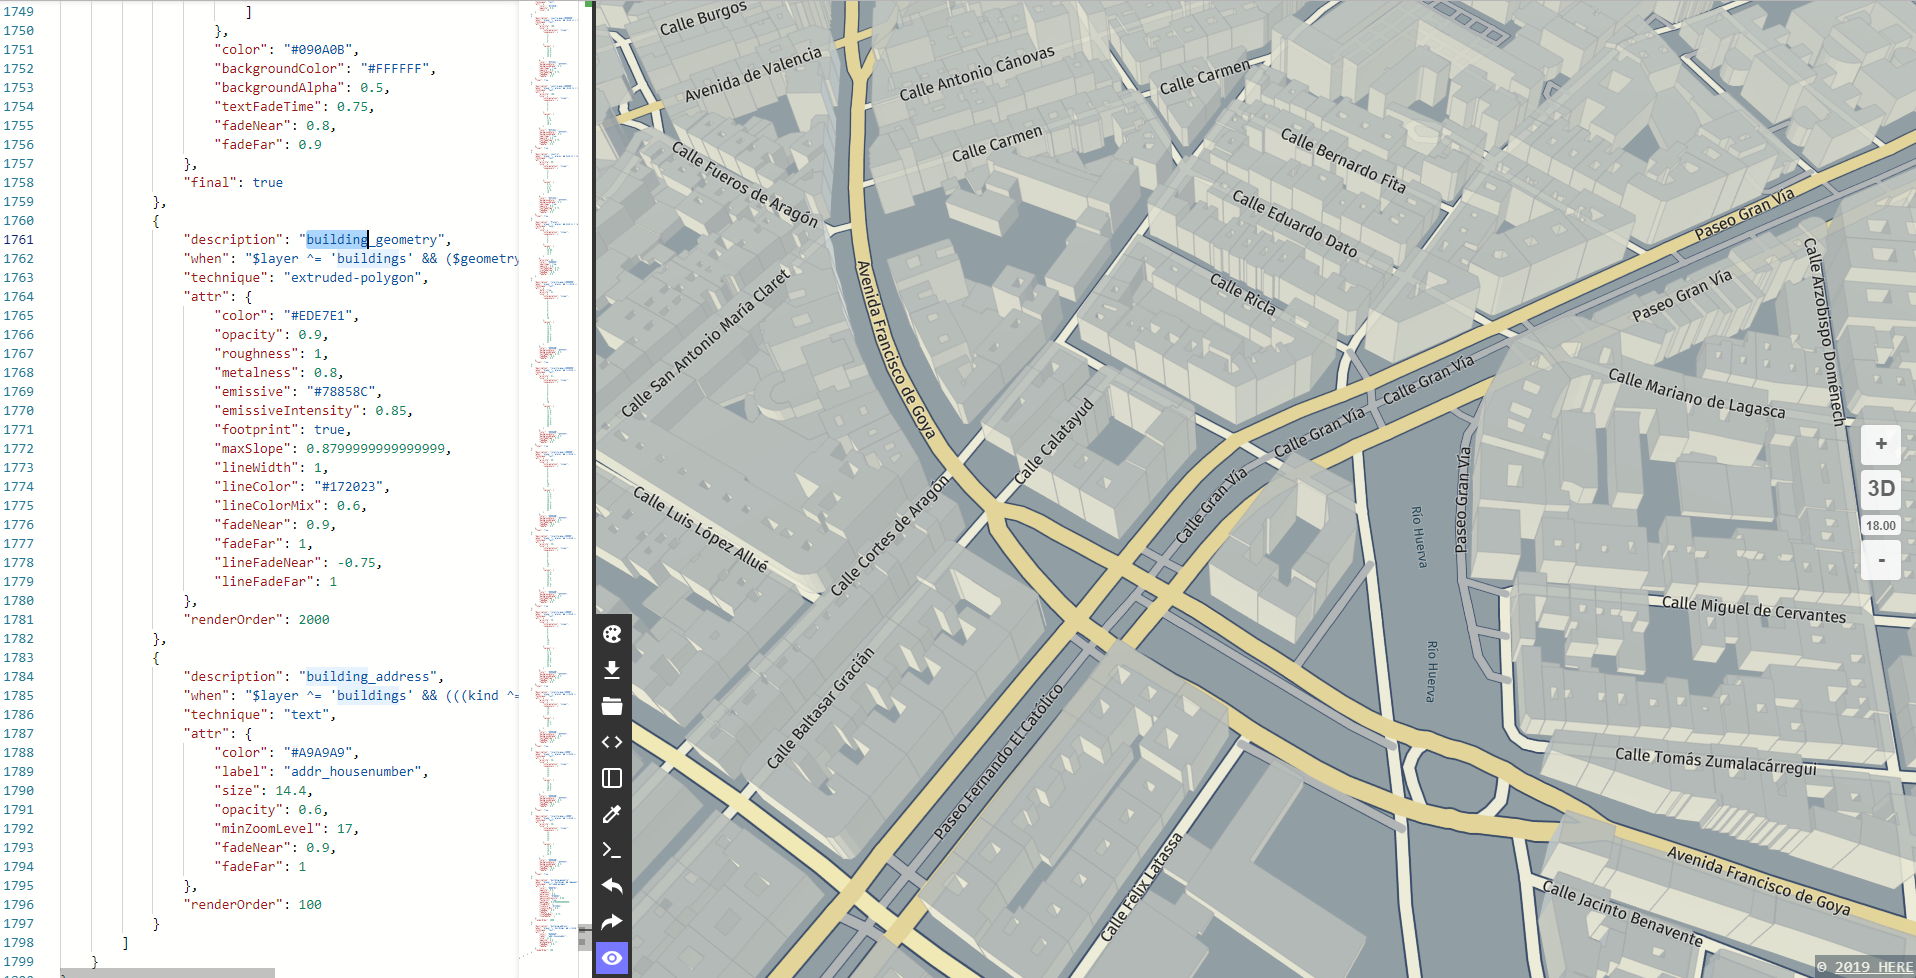 1749 ]
1750 },
1751 "color": "#090A0B",
1752 "backgroundColor": "#FFFFFF",
1753 "backgroundAlpha": 0.5,
1754 "textFadeTime": 0.75,
1755 "fadeNear": 0.8,
1756 "fadeFar": 0.9
1757 },
1758 "final": true
1759 },
1760 {
1761 "description": "building_geometry",
1762 "when": "$layer ^= 'buildings' && ($geometry
1763 "technique": "extruded-polygon",
1764 "attr": {
1765 "color": "#EDE7E1",
1766 "opacity": 0.9,
1767 "roughness": 1,
1768 "metalness": 0.8,
1769 "emissive": "#78858C",
1770 "emissiveIntensity": 0.85,
1771 "footprint": true,
1772 "maxSlope": 0.8799999999999999,
1773 "lineWidth": 1,
1774 "lineColor": "#172023",
1775 "lineColorMix": 0.6,
1776 "fadeNear": 0.9,
1777 "fadeFar": 1,
1778 "lineFadeNear": -0.75,
1779 "lineFadeFar": 1
1780 },
1781 "renderOrder": 2000
1782 },
1783 {
1784 "description": "building_address",
1785 "when": "$layer ^= 'buildings' && (((kind ^=
1786 "technique": "text",
1787 "attr": {
1788 "color": "#A9A9A9",
1789 "label": "addr_housenumber",
1790 "size": 14.4,
1791 "opacity": 0.6,
1792 "minZoomLevel": 17,
1793 "fadeNear": 0.9,
1794 "fadeFar": 1
1795 },
1796 "renderOrder": 100
1797 }
1798 ]
1799 }
Calle Burgos
Avenida de Valencia
Calle Antonio Cánovas
Calle Carmen
Calle Carmen
Calle Fueros de Aragón
Calle Bernardo Fita
Calle Eduardo Dato
Paseo Gran Vía
Calle Ricla
Paseo Gran Vía
Calle Arzobispo Doménech
Calle San Antonio María Claret
Avenida Francisco de Goya
Calle Gran Vía
Calle Mariano de Lagasca
Calle Gran Vía
Calle Calatayud
Calle Gran Vía
Paseo Gran Vía
Calle Luis López Allué
Calle Cortes de Aragón
Río Huerva
+
3D
18.00
-
Calle Miguel de Cervantes
Río Huerva
Calle Baltasar Gracián
Paseo Fernando El Católico
Calle Tomás Zumalacárregui
Calle Félix Latassa
Avenida Francisco de Goya
Calle Jacinto Benavente
© 2019 HERE